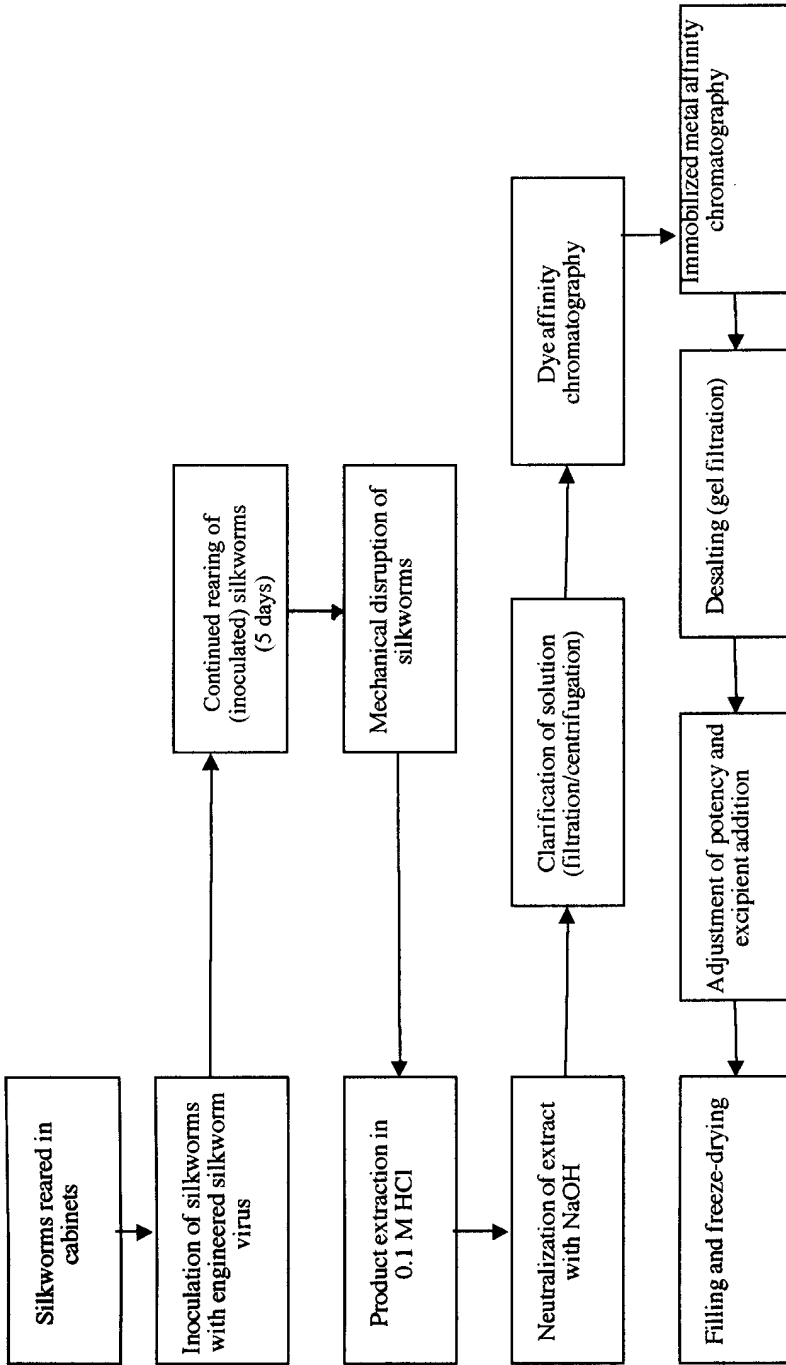 Silkworms reared in
cabinets
Inoculation of silkworms
with engineered silkworm
virus
Continued rearing of
(inoculated) silkworms
(5 days)
Mechanical disruption of
silkworms
Product extraction in
0.1 M HCl
Neutralization of extract
with NaOH
Clarification of solution
(filtration/centrifugation)
Dye affinity
chromatography
Immobilized metal affinity
chromatography
Desalting (gel filtration)
Adjustment of potency and
excipient addition
Filling and freeze-drying